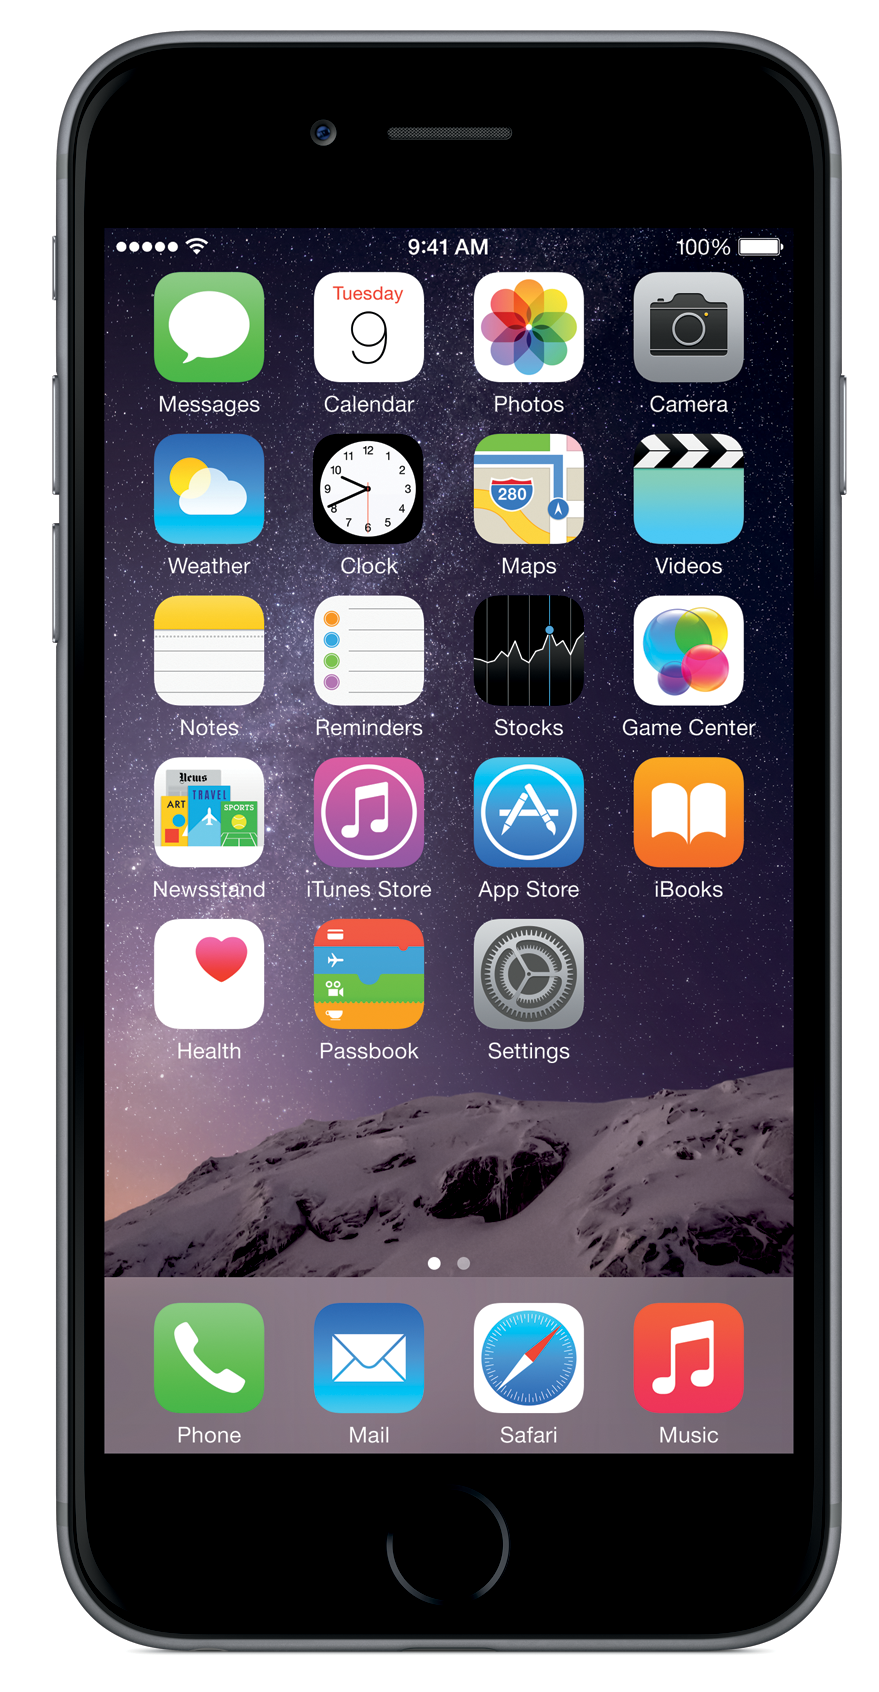 9:41 AM 100%
Tuesday
9
Messages Calendar Photos Camera
12
11 1
10 2
9 3
8 4
7 5
6
280
Weather Clock Maps Videos
Notes Reminders Stocks Game Center
News
TRAVEL
ART
SPORTS
Newsstand iTunes Store App Store iBooks
Health Passbook Settings
Phone Mail Safari Music